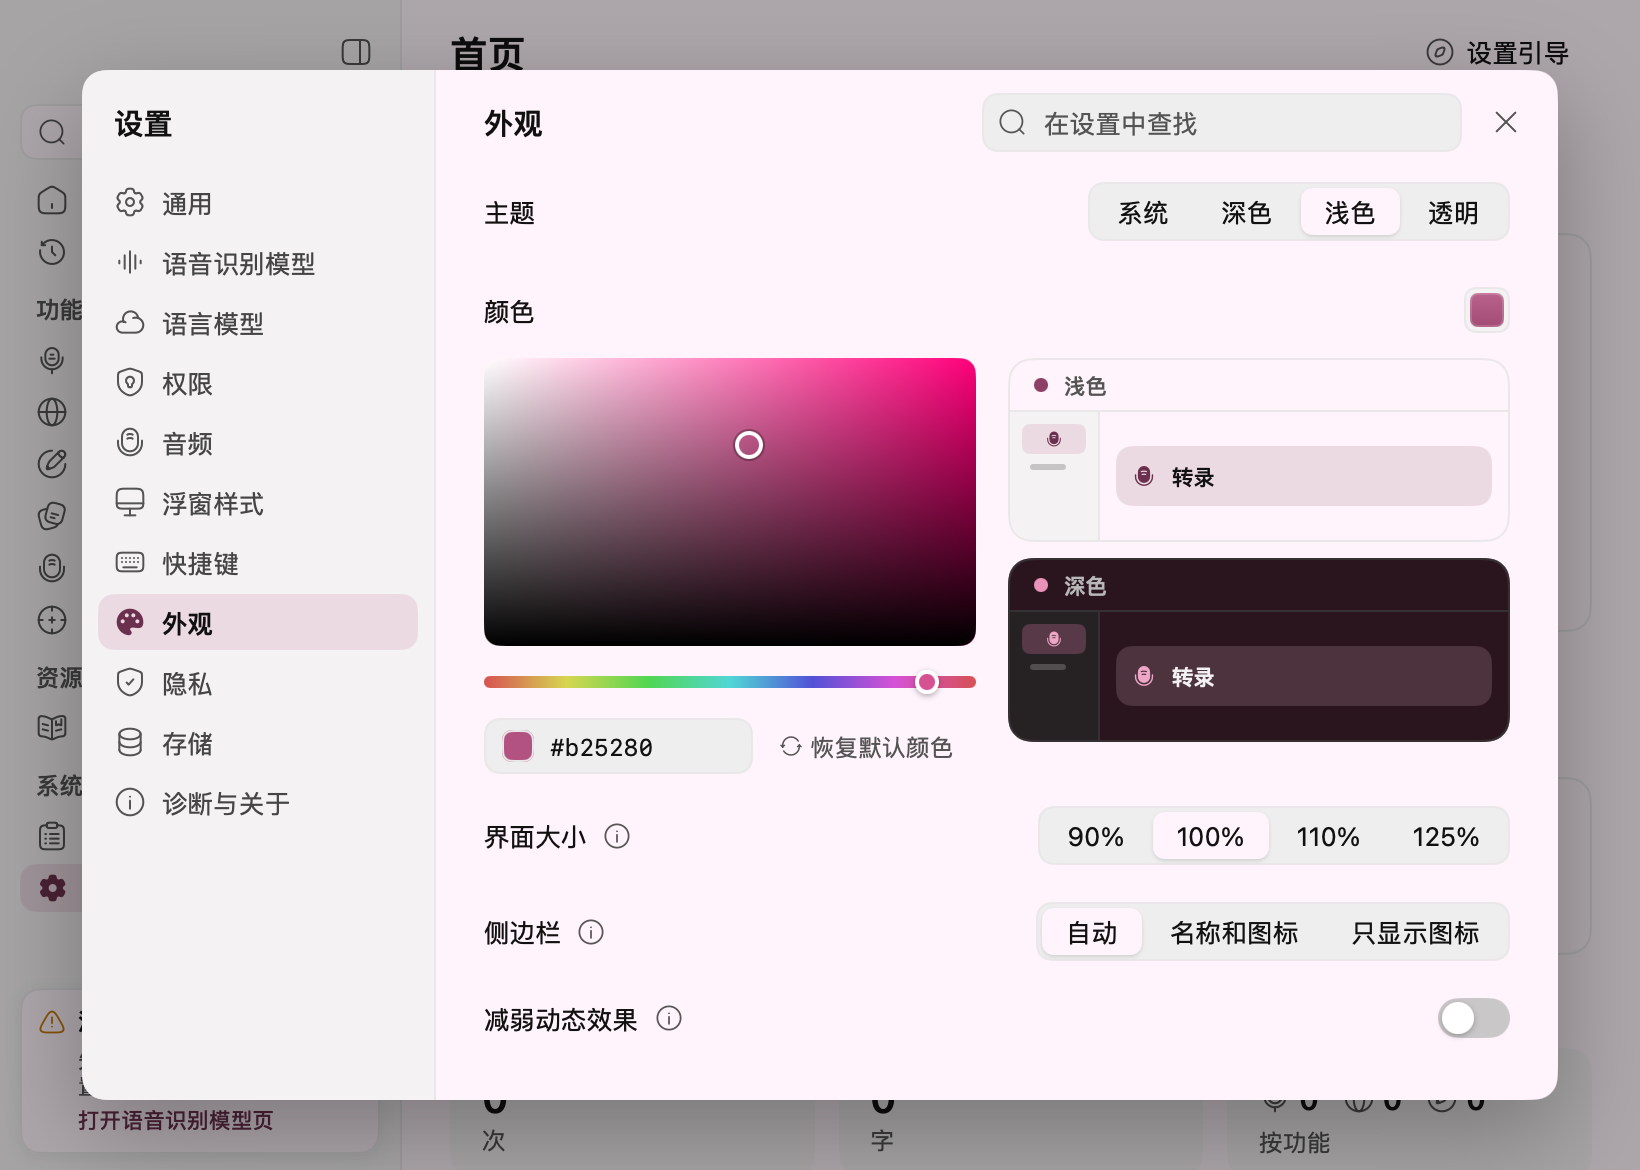 首页
设置引导
设置
外观
在设置中查找
通用
语音识别模型
语言模型
权限
音频
浮窗样式
快捷键
外观
隐私
存储
诊断与关于
主题
系统
深色
浅色
透明
颜色
浅色
转录
深色
转录
#b25280
恢复默认颜色
界面大小
90%
100%
110%
125%
侧边栏
自动
名称和图标
只显示图标
减弱动态效果
功能
资源
系统
打开语音识别模型页
0
次
0
字
0
0
0
按功能